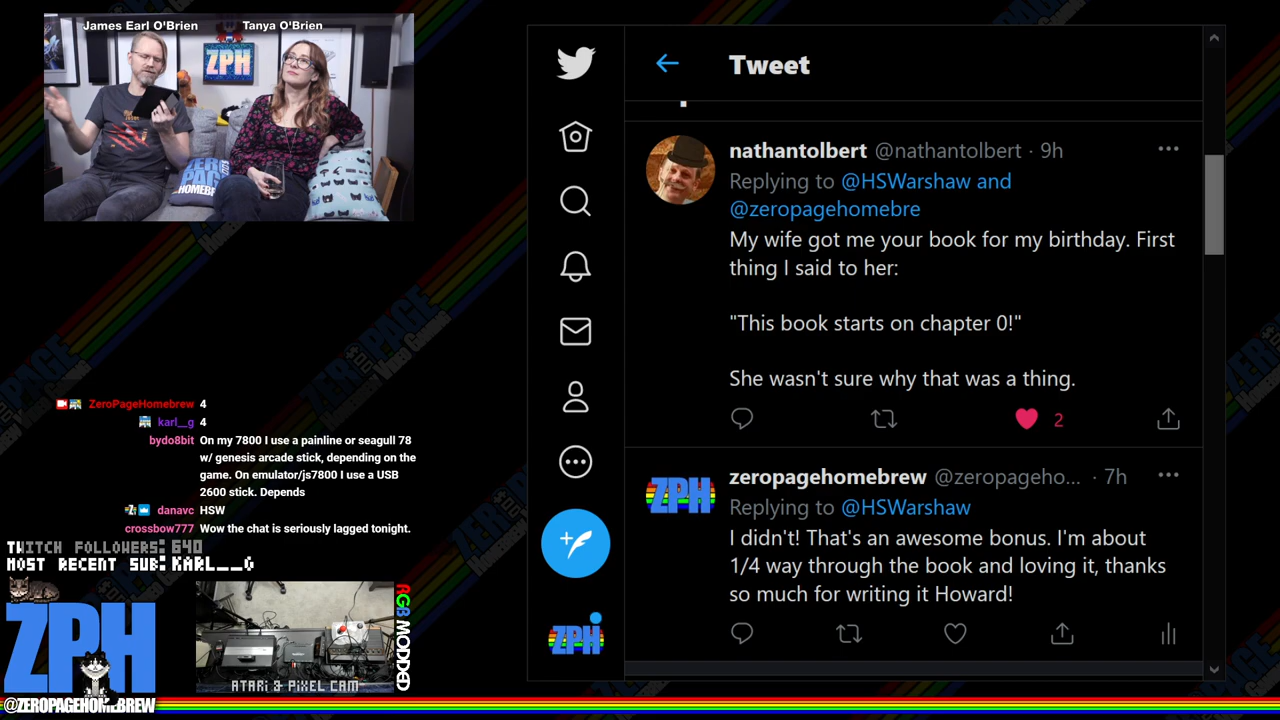 James Earl O'Brien
Tanya O'Brien
ZPH
ZERO
PAGE
HOMEBREW
ZeroPageHomebrew 4
karl__g 4
bydo8bit On my 7800 I use a painline or seagull 78
w/ genesis arcade stick, depending on the
game. On emulator/js7800 I use a USB
2600 stick. Depends
danavc HSW
crossbow777 Wow the chat is seriously lagged tonight.
TWITCH FOLLOWERS: 640
MOST RECENT SUB: KARL__G
ZPH
@ZEROPAGEHOMEBREW
RGB MODDED
ATARI & PIXEL CAM
Tweet
nathantolbert @nathantolbert · 9h
Replying to @HSWarshaw and
@zeropagehomebre
My wife got me your book for my birthday. First
thing I said to her:
"This book starts on chapter 0!"
She wasn't sure why that was a thing.
2
ZPH
zeropagehomebrew @zeropageho... · 7h
Replying to @HSWarshaw
I didn't! That's an awesome bonus. I'm about
1/4 way through the book and loving it, thanks
so much for writing it Howard!
ZPH